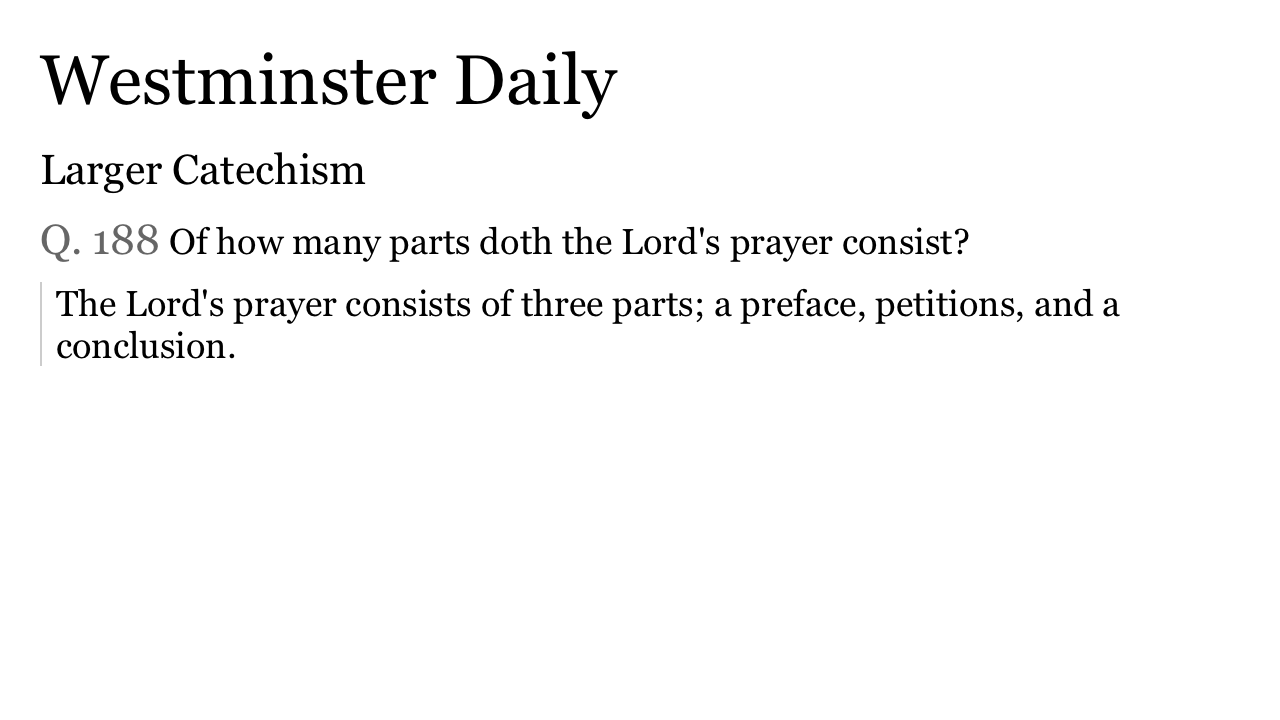 Westminster Daily
Larger Catechism
Q. 188 Of how many parts doth the Lord's prayer consist?
The Lord's prayer consists of three parts; a preface, petitions, and a
conclusion.